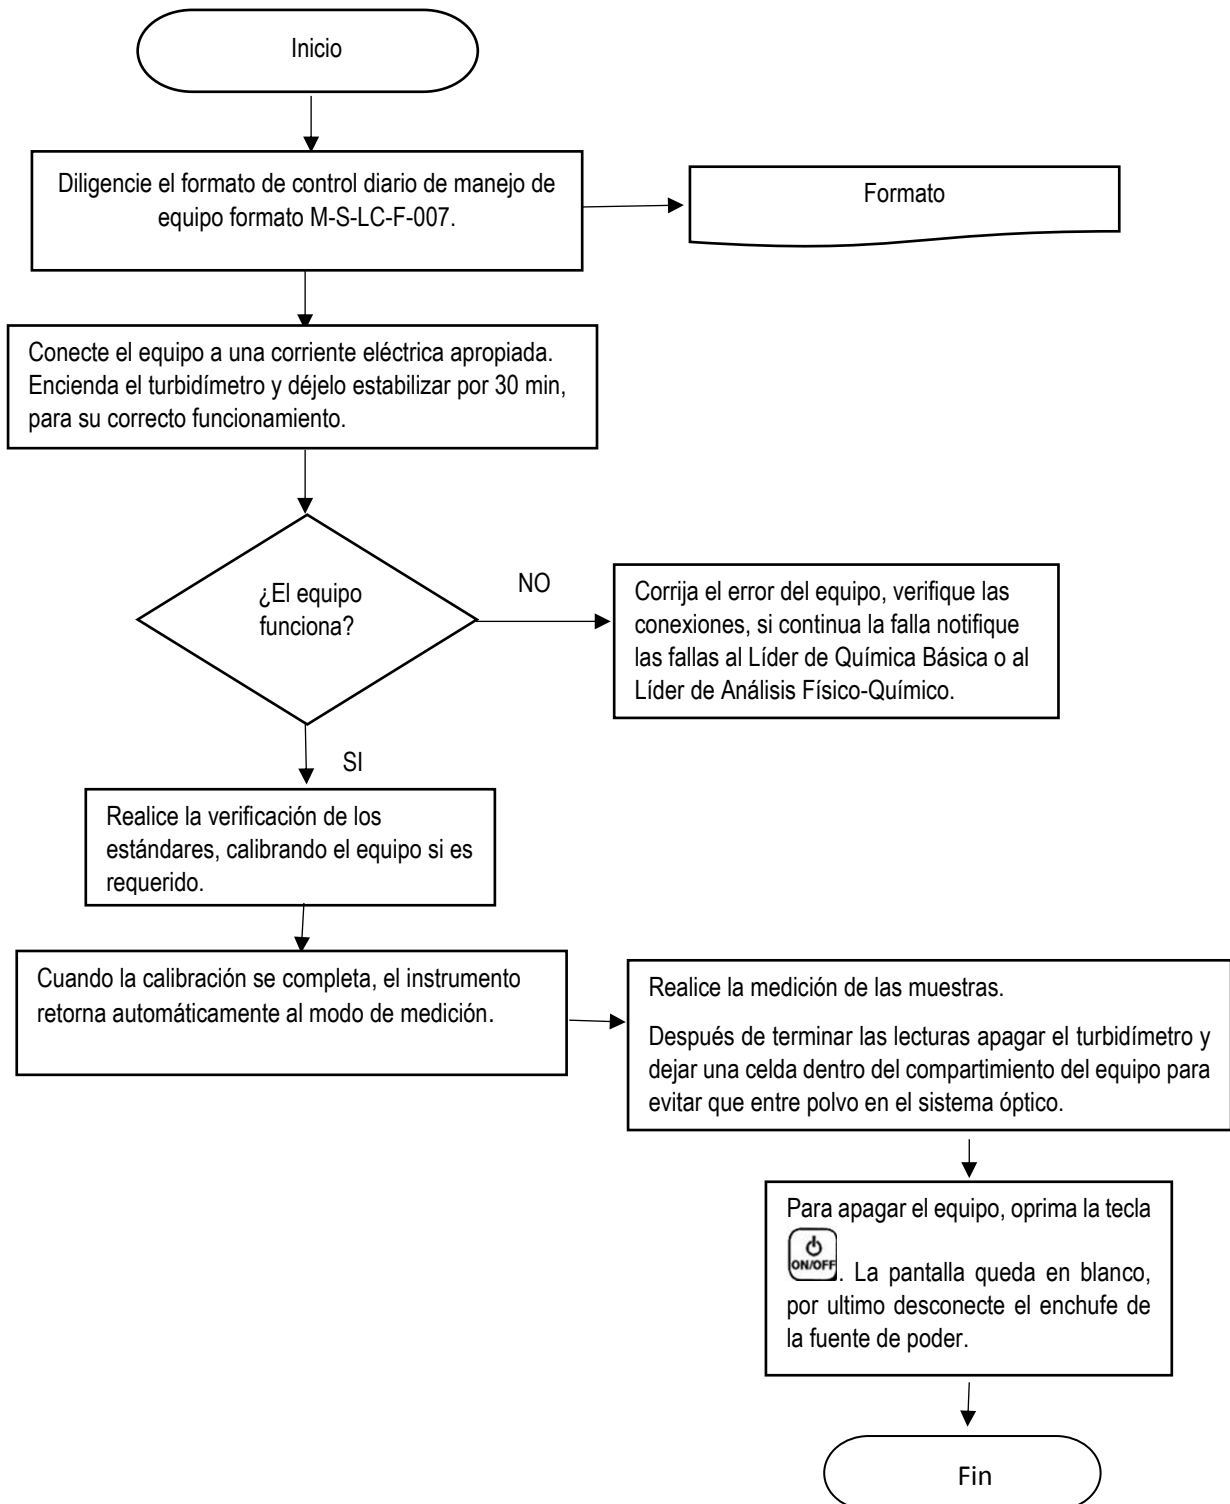 Inicio
Diligencie el formato de control diario de manejo de
equipo formato M-S-LC-F-007.
Formato
Conecte el equipo a una corriente eléctrica apropiada.
Encienda el turbidímetro y déjelo estabilizar por 30 min,
para su correcto funcionamiento.
¿El equipo
funciona?
NO
Corrija el error del equipo, verifique las
conexiones, si continua la falla notifique
las fallas al Líder de Química Básica o al
Líder de Análisis Físico-Químico.
SI
Realice la verificación de los
estándares, calibrando el equipo si es
requerido.
Cuando la calibración se completa, el instrumento
retorna automáticamente al modo de medición.
Realice la medición de las muestras.
Después de terminar las lecturas apagar el turbidímetro y
dejar una celda dentro del compartimiento del equipo para
evitar que entre polvo en el sistema óptico.
Para apagar el equipo, oprima la tecla
ON/OFF. La pantalla queda en blanco,
por ultimo desconecte el enchufe de
la fuente de poder.
Fin